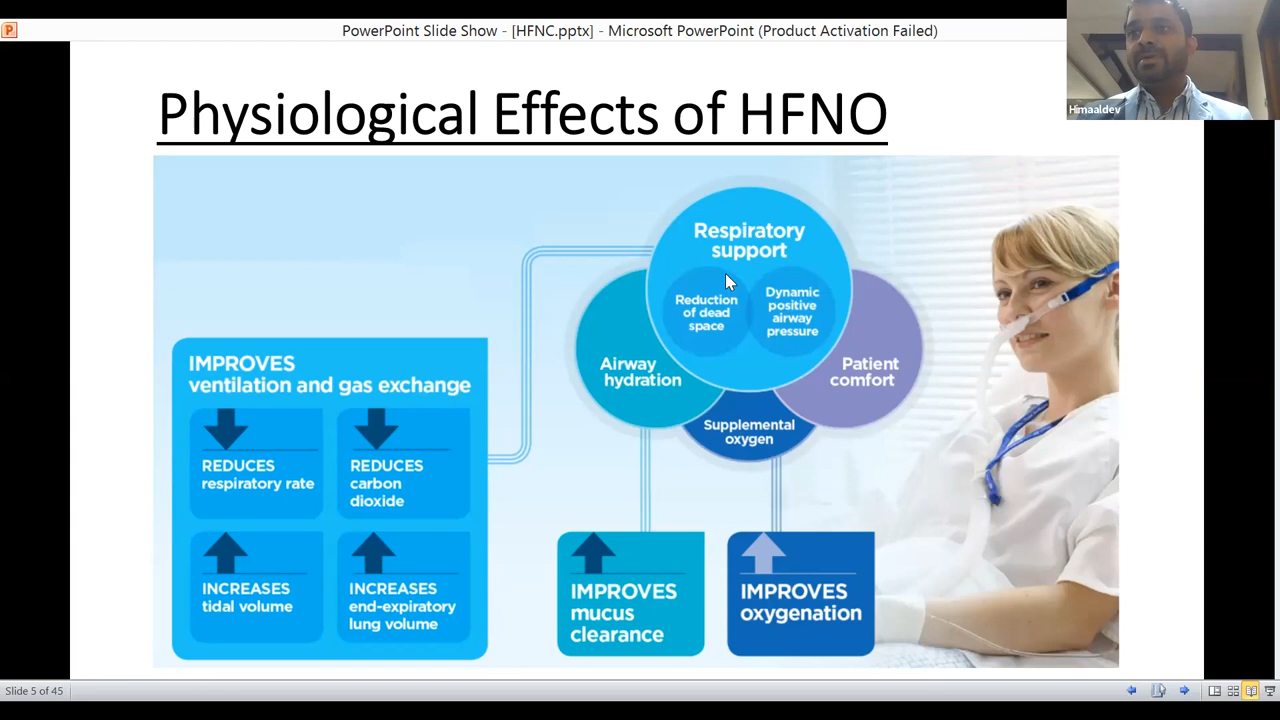 PowerPoint Slide Show - [HFNC.pptx] - Microsoft PowerPoint (Product Activation Failed)
Himaaldev
Physiological Effects of HFNO
Respiratory
support
Reduction
of dead
space
Dynamic
positive
airway
pressure
Airway
hydration
Patient
comfort
Supplemental
oxygen
IMPROVES
ventilation and gas exchange
REDUCES
respiratory rate
REDUCES
carbon
dioxide
INCREASES
tidal volume
INCREASES
end-expiratory
lung volume
IMPROVES
mucus
clearance
IMPROVES
oxygenation
Slide 5 of 45